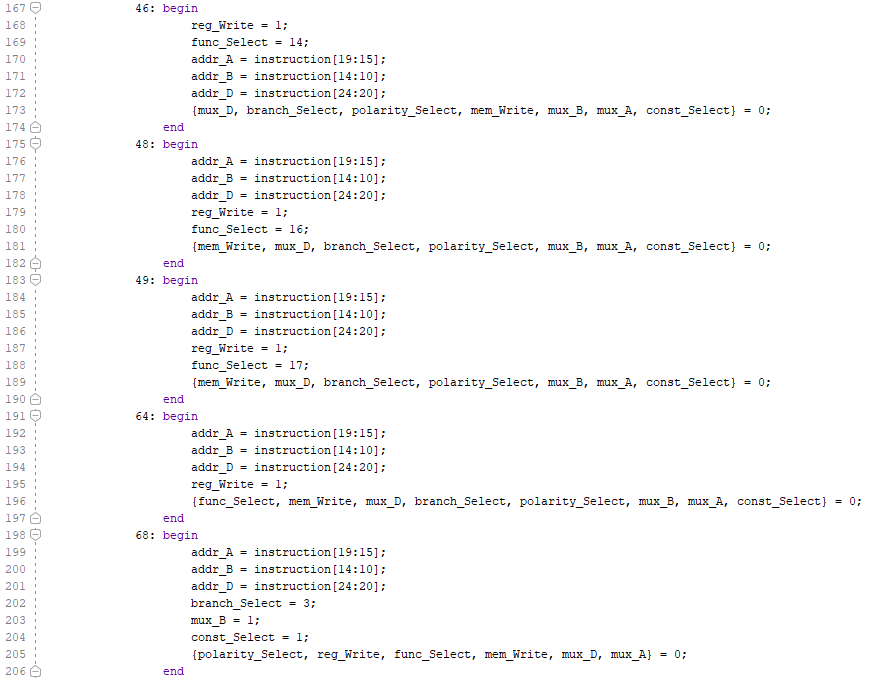 167 46: begin
168 reg_Write = 1;
169 func_Select = 14;
170 addr_A = instruction[19:15];
171 addr_B = instruction[14:10];
172 addr_D = instruction[24:20];
173 {mux_D, branch_Select, polarity_Select, mem_Write, mux_B, mux_A, const_Select} = 0;
174 end
175 48: begin
176 addr_A = instruction[19:15];
177 addr_B = instruction[14:10];
178 addr_D = instruction[24:20];
179 reg_Write = 1;
180 func_Select = 16;
181 {mem_Write, mux_D, branch_Select, polarity_Select, mux_B, mux_A, const_Select} = 0;
182 end
183 49: begin
184 addr_A = instruction[19:15];
185 addr_B = instruction[14:10];
186 addr_D = instruction[24:20];
187 reg_Write = 1;
188 func_Select = 17;
189 {mem_Write, mux_D, branch_Select, polarity_Select, mux_B, mux_A, const_Select} = 0;
190 end
191 64: begin
192 addr_A = instruction[19:15];
193 addr_B = instruction[14:10];
194 addr_D = instruction[24:20];
195 reg_Write = 1;
196 {func_Select, mem_Write, mux_D, branch_Select, polarity_Select, mux_B, mux_A, const_Select} = 0;
197 end
198 68: begin
199 addr_A = instruction[19:15];
200 addr_B = instruction[14:10];
201 addr_D = instruction[24:20];
202 branch_Select = 3;
203 mux_B = 1;
204 const_Select = 1;
205 {polarity_Select, reg_Write, func_Select, mem_Write, mux_D, mux_A} = 0;
206 end